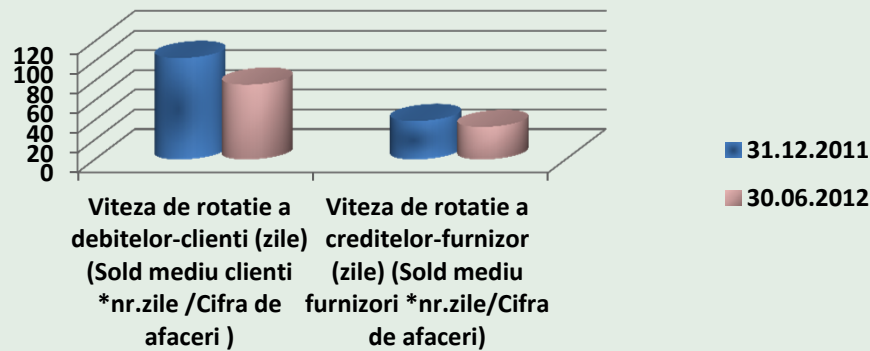 120
100
80
60
40
20
0
Viteza de rotatie a
debitelor-clienti (zile)
(Sold mediu clienti
*nr.zile /Cifra de
afaceri )
Viteza de rotatie a
creditelor-furnizor
(zile) (Sold mediu
furnizori *nr.zile/Cifra
de afaceri)
31.12.2011
30.06.2012